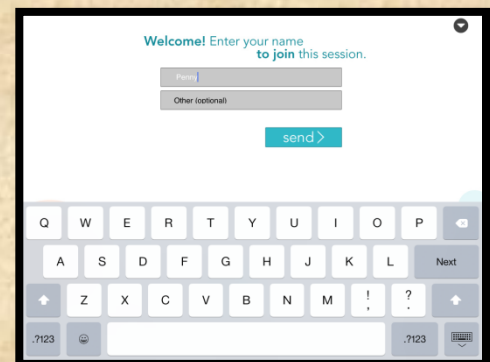 Welcome! Enter your name
to join this session.
Penny
Other (optional)
send >
Q W E R T Y U I O P
A S D F G H J K L Next
Z X C V B N M ! , ? .
.?123 .?123